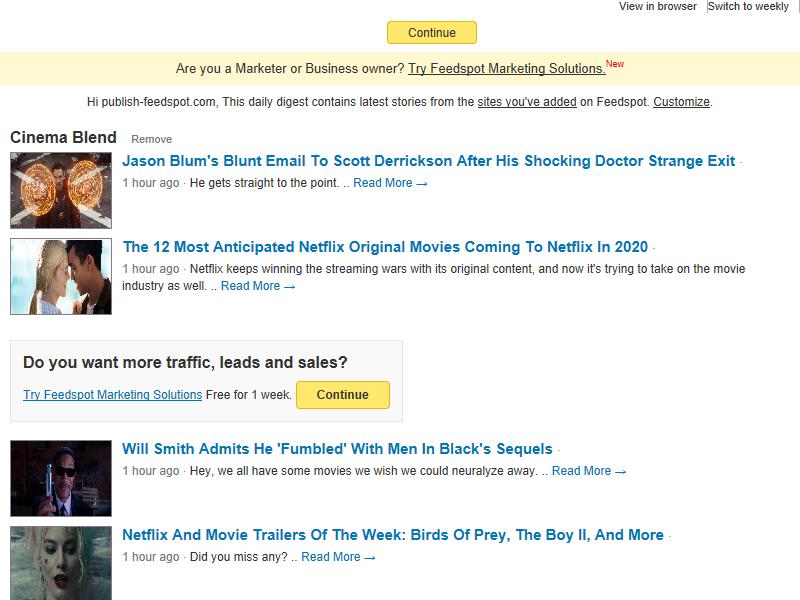 View in browser | Switch to weekly |
Continue
Are you a Marketer or Business owner? Try Feedspot Marketing Solutions.New
Hi publish-feedspot.com, This daily digest contains latest stories from the sites you've added on Feedspot. Customize.
Cinema Blend Remove
Jason Blum's Blunt Email To Scott Derrickson After His Shocking Doctor Strange Exit -
1 hour ago · He gets straight to the point. .. Read More →
The 12 Most Anticipated Netflix Original Movies Coming To Netflix In 2020 -
1 hour ago · Netflix keeps winning the streaming wars with its original content, and now it's trying to take on the movie
industry as well. .. Read More →
Do you want more traffic, leads and sales?
Try Feedspot Marketing Solutions Free for 1 week. Continue
Will Smith Admits He 'Fumbled' With Men In Black's Sequels -
1 hour ago · Hey, we all have some movies we wish we could neuralyze away. .. Read More →
Netflix And Movie Trailers Of The Week: Birds Of Prey, The Boy II, And More -
1 hour ago · Did you miss any? .. Read More →